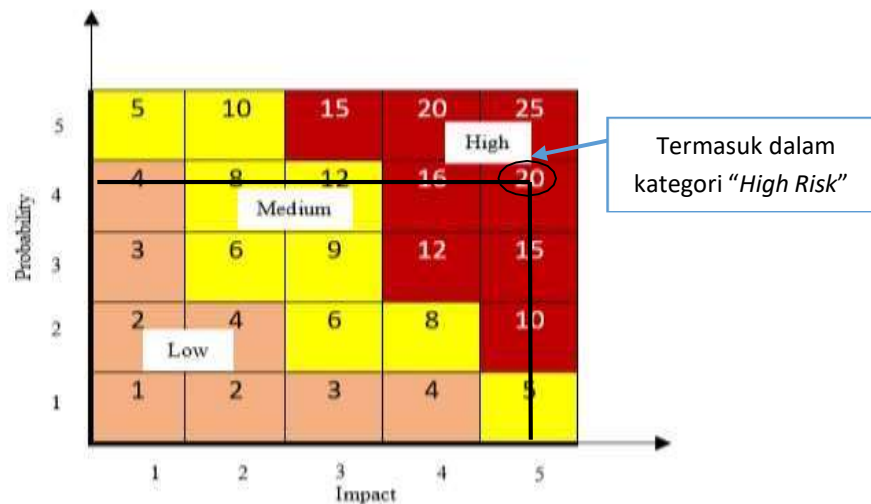 5 10 15 20 25
5
High
Termasuk dalam
kategori “High Risk”
4 8 12 16 20
4
Medium
Probability
3 6 9 12 15
3
2 4 6 8 10
2
Low
1 2 3 4 5
1
1 2 3 4 5
Impact